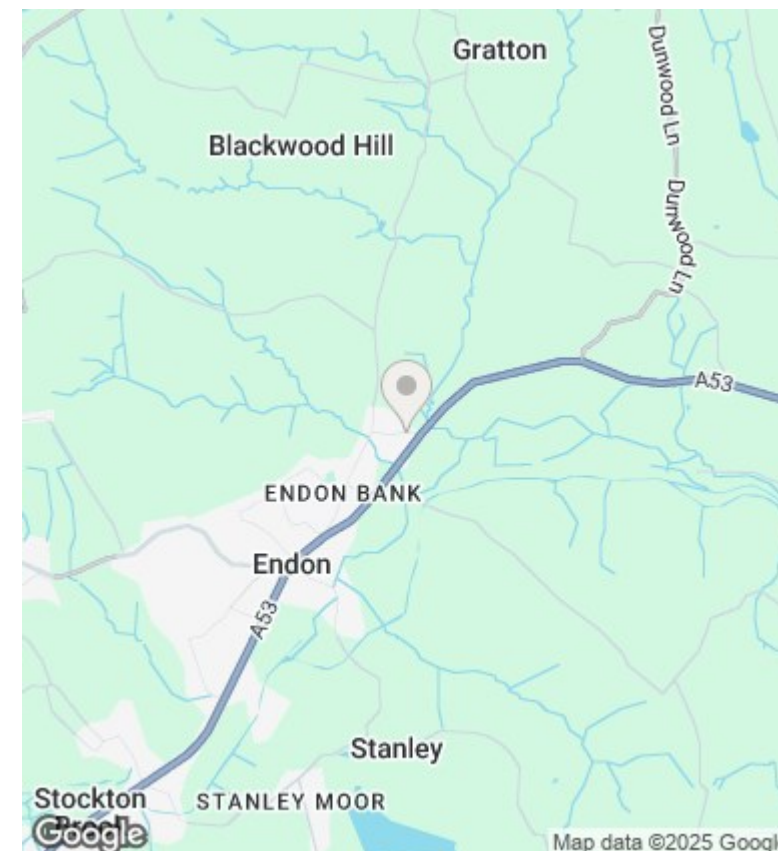 Gratton
Dunwood Ln
Blackwood Hill
Dunwood Ln
A53
ENDON BANK
Endon
A53
Stanley
Stockton
STANLEY MOOR
Google
Map data ©2025 Google